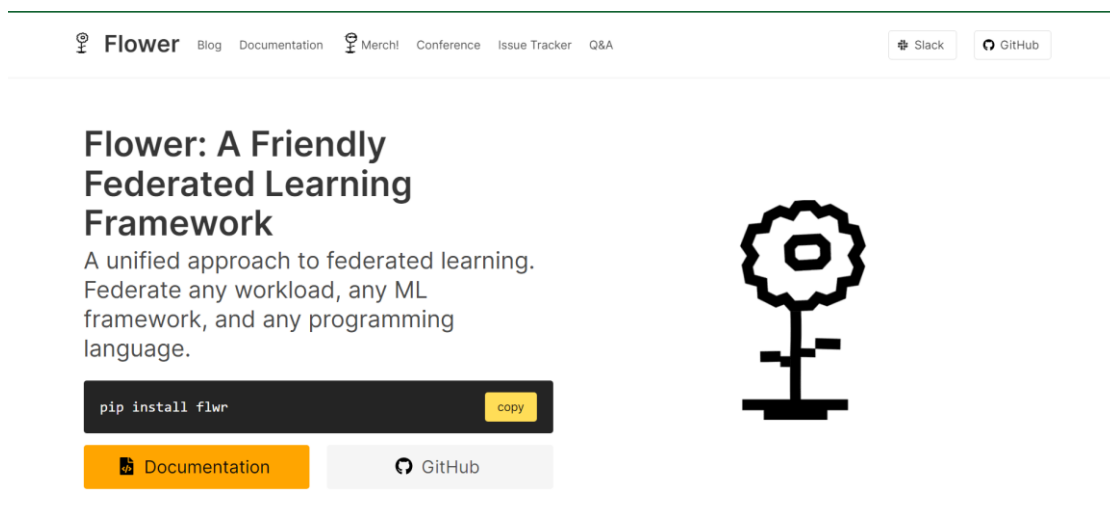 Flower Blog Documentation Merch! Conference Issue Tracker Q&A Slack GitHub
Flower: A Friendly
Federated Learning
Framework
A unified approach to federated learning.
Federate any workload, any ML
framework, and any programming
language.
pip install flwr copy
Documentation GitHub